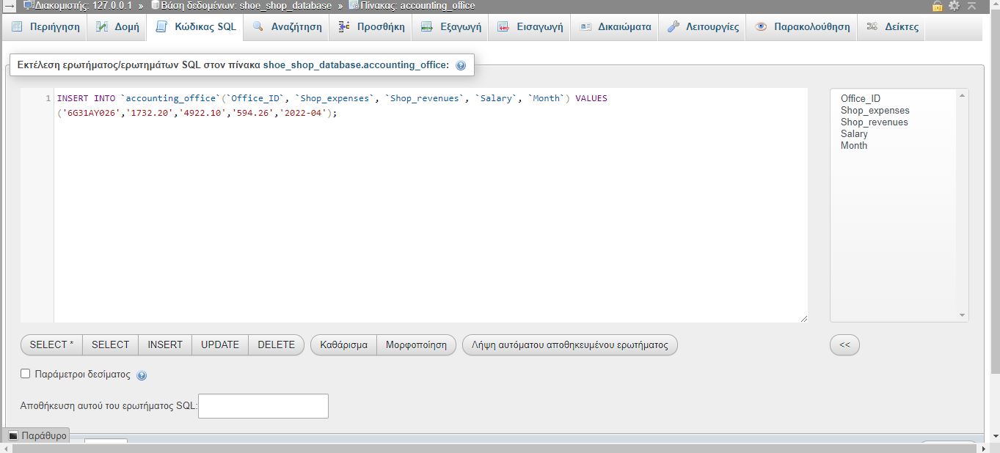 Διακομιστής: 127.0.0.1 » Βάση δεδομένων: shoe_shop_database » Πίνακας: accounting_office
Περιήγηση Δομή Κώδικας SQL Αναζήτηση Προσθήκη Εξαγωγή Εισαγωγή Δικαιώματα Λειτουργίες Παρακολούθηση Δείκτες
Εκτέλεση ερωτήματος/ερωτημάτων SQL στον πίνακα shoe_shop_database.accounting_office:
1 INSERT INTO `accounting_office`(`Office_ID`, `Shop_expenses`, `Shop_revenues`, `Salary`, `Month`) VALUES
('6G31AY026','1732.20','4922.10','594.26','2022-04');
Office_ID
Shop_expenses
Shop_revenues
Salary
Month
SELECT * SELECT INSERT UPDATE DELETE Καθάρισμα Μορφοποίηση Λήψη αυτόματου αποθηκευμένου ερωτήματος <<
Παράμετροι δεσίματος
Αποθήκευση αυτού του ερωτήματος SQL:
Παράθυρο